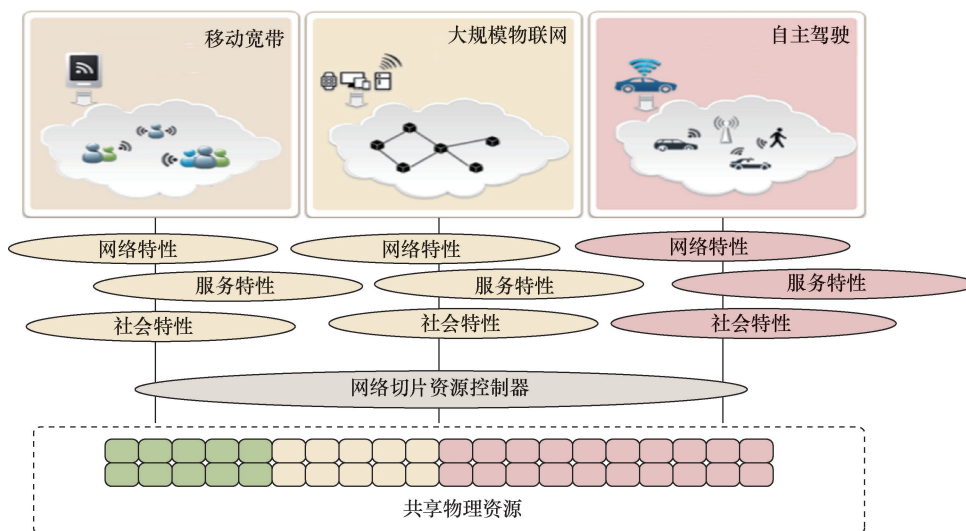 移动宽带
大规模物联网
自主驾驶
网络特性
网络特性
网络特性
服务特性
服务特性
服务特性
社会特性
社会特性
社会特性
网络切片资源控制器
共享物理资源